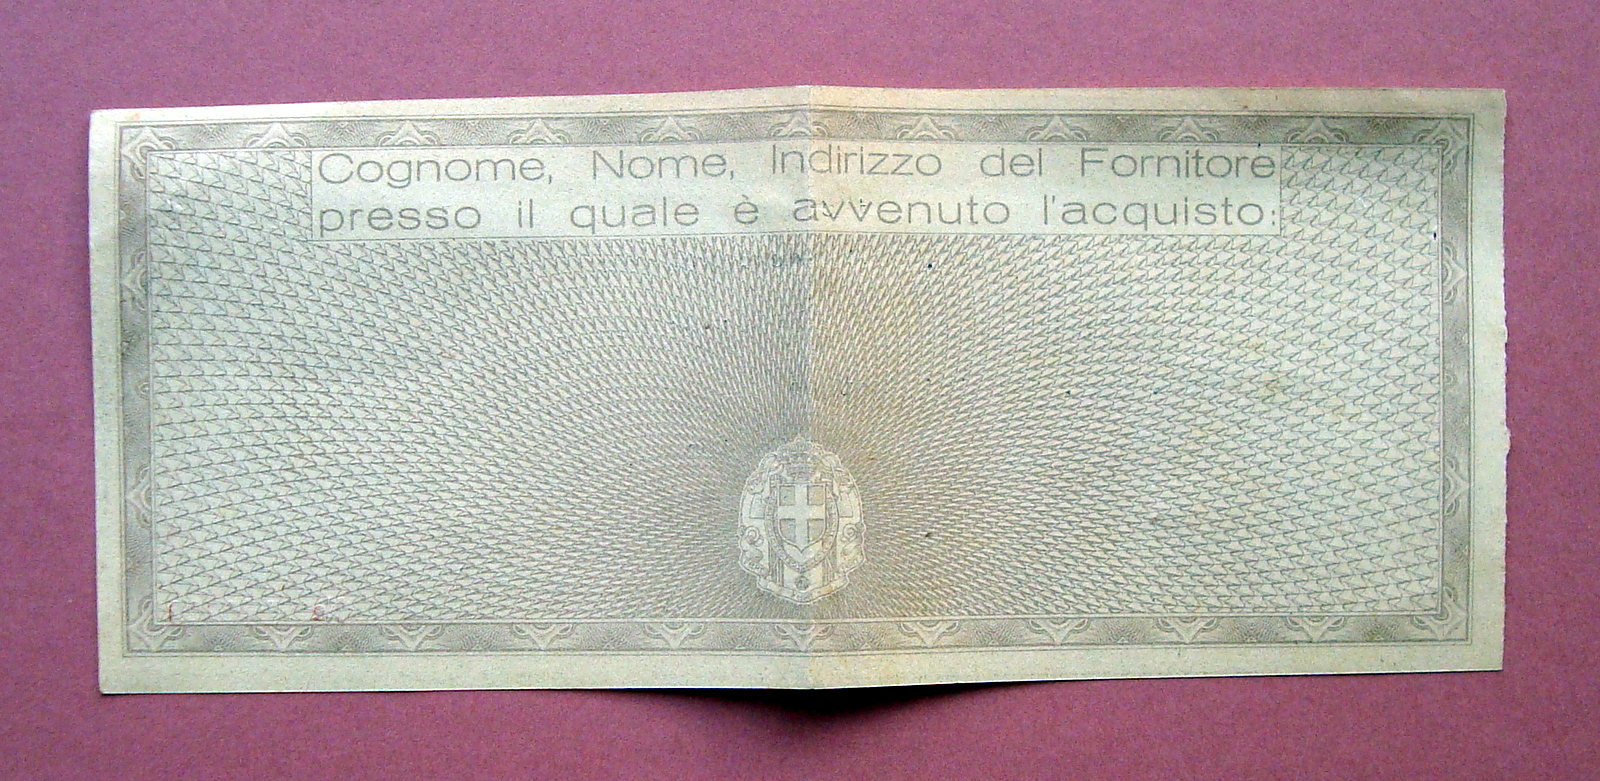 Cognome, Nome, Indirizzo del Fornitore
presso il quale è avvenuto l'acquisto: